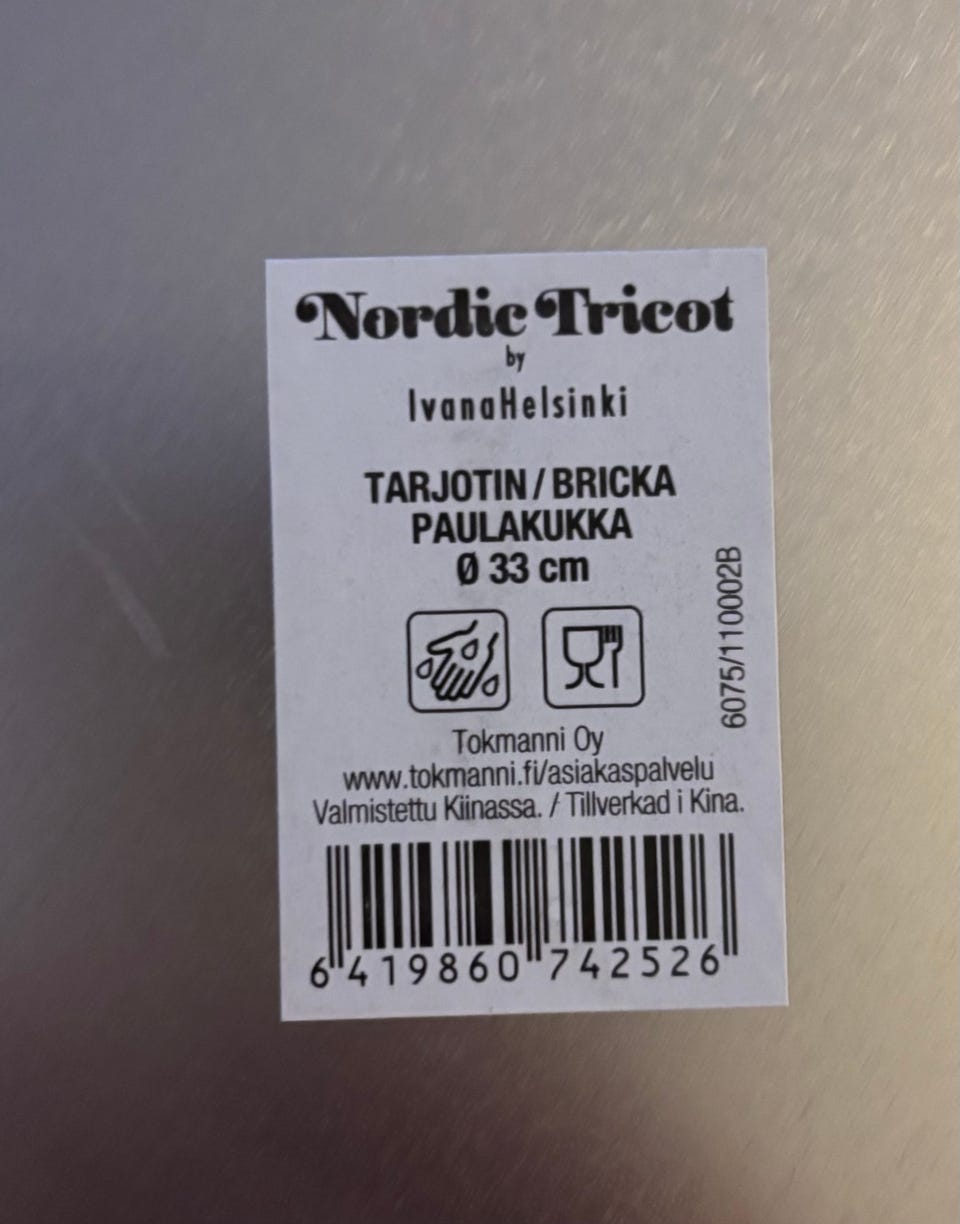 Nordic Tricot
by
IvanaHelsinki
TARJOTIN / BRICKA
PAULAKUKKA
Ø 33 cm
6075/110002B
Tokmanni Oy
www.tokmanni.fi/asiakaspalvelu
Valmistettu Kiinassa. / Tillverkad i Kina.
6 419860 742526